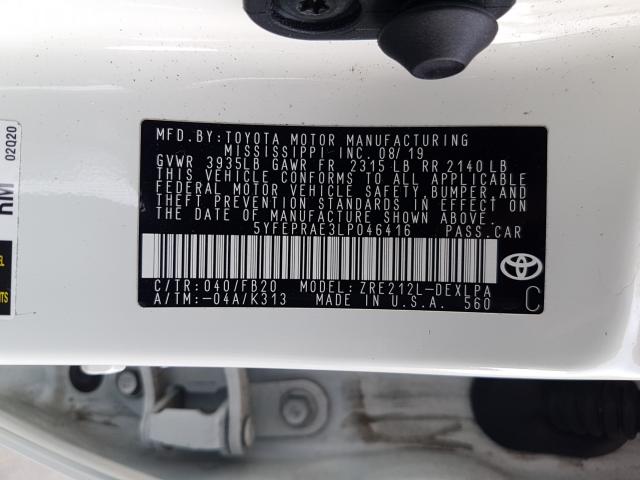 MFD. BY: TOYOTA MOTOR MANUFACTURING
MISSISSIPPI INC. 08/19
GVWR 3935LB GAWR FR 2315 LB RR 2140 LB
THIS VEHICLE CONFORMS TO ALL APPLICABLE
FEDERAL MOTOR VEHICLE SAFETY, BUMPER AND
THEFT PREVENTION STANDARDS IN EFFECT ON
THE DATE OF MANUFACTURE SHOWN ABOVE.
5YFEPRAE3LP046416 PASS.CAR
C/TR:040/FB20 MODEL:ZRE212L-DEXLPA
A/TM:-04A/K313 MADE IN U.S.A. 560
C
02Q20
RM